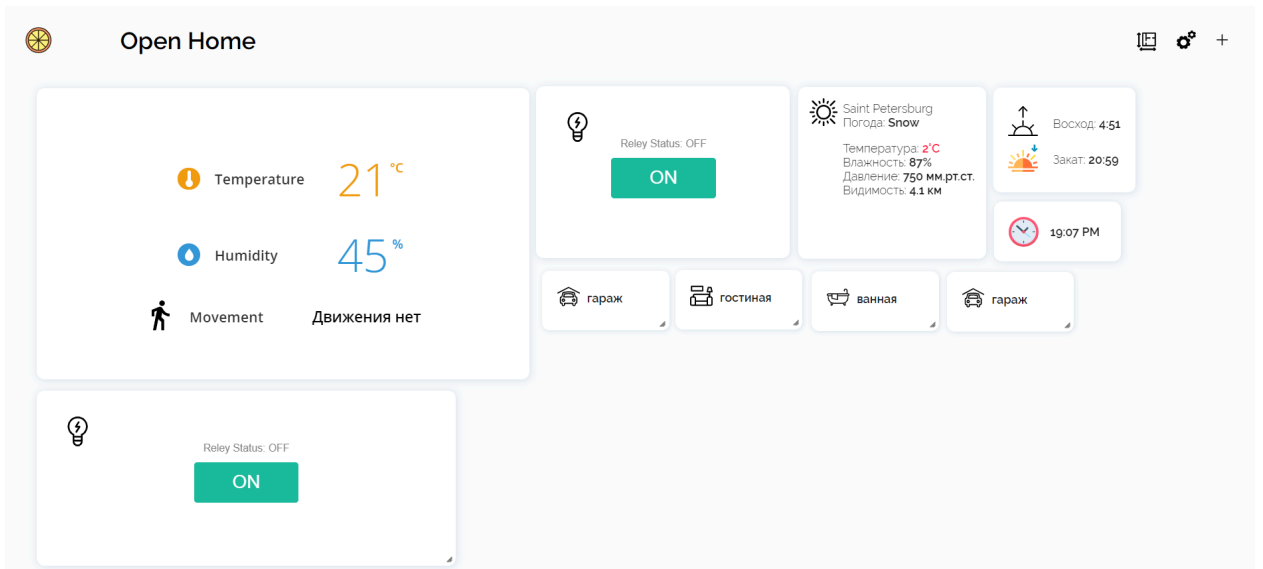 Open Home
Temperature 21 °C
Humidity 45 %
Movement Движения нет
Reley Status: OFF
ON
Saint Petersburg
Погода: Snow
Температура: 2°C
Влажность: 87%
Давление: 750 мм.рт.ст.
Видимость: 4.1 км
Восход: 4:51
Закат: 20:59
19:07 PM
гараж
гостиная
ванная
гараж
Reley Status: OFF
ON